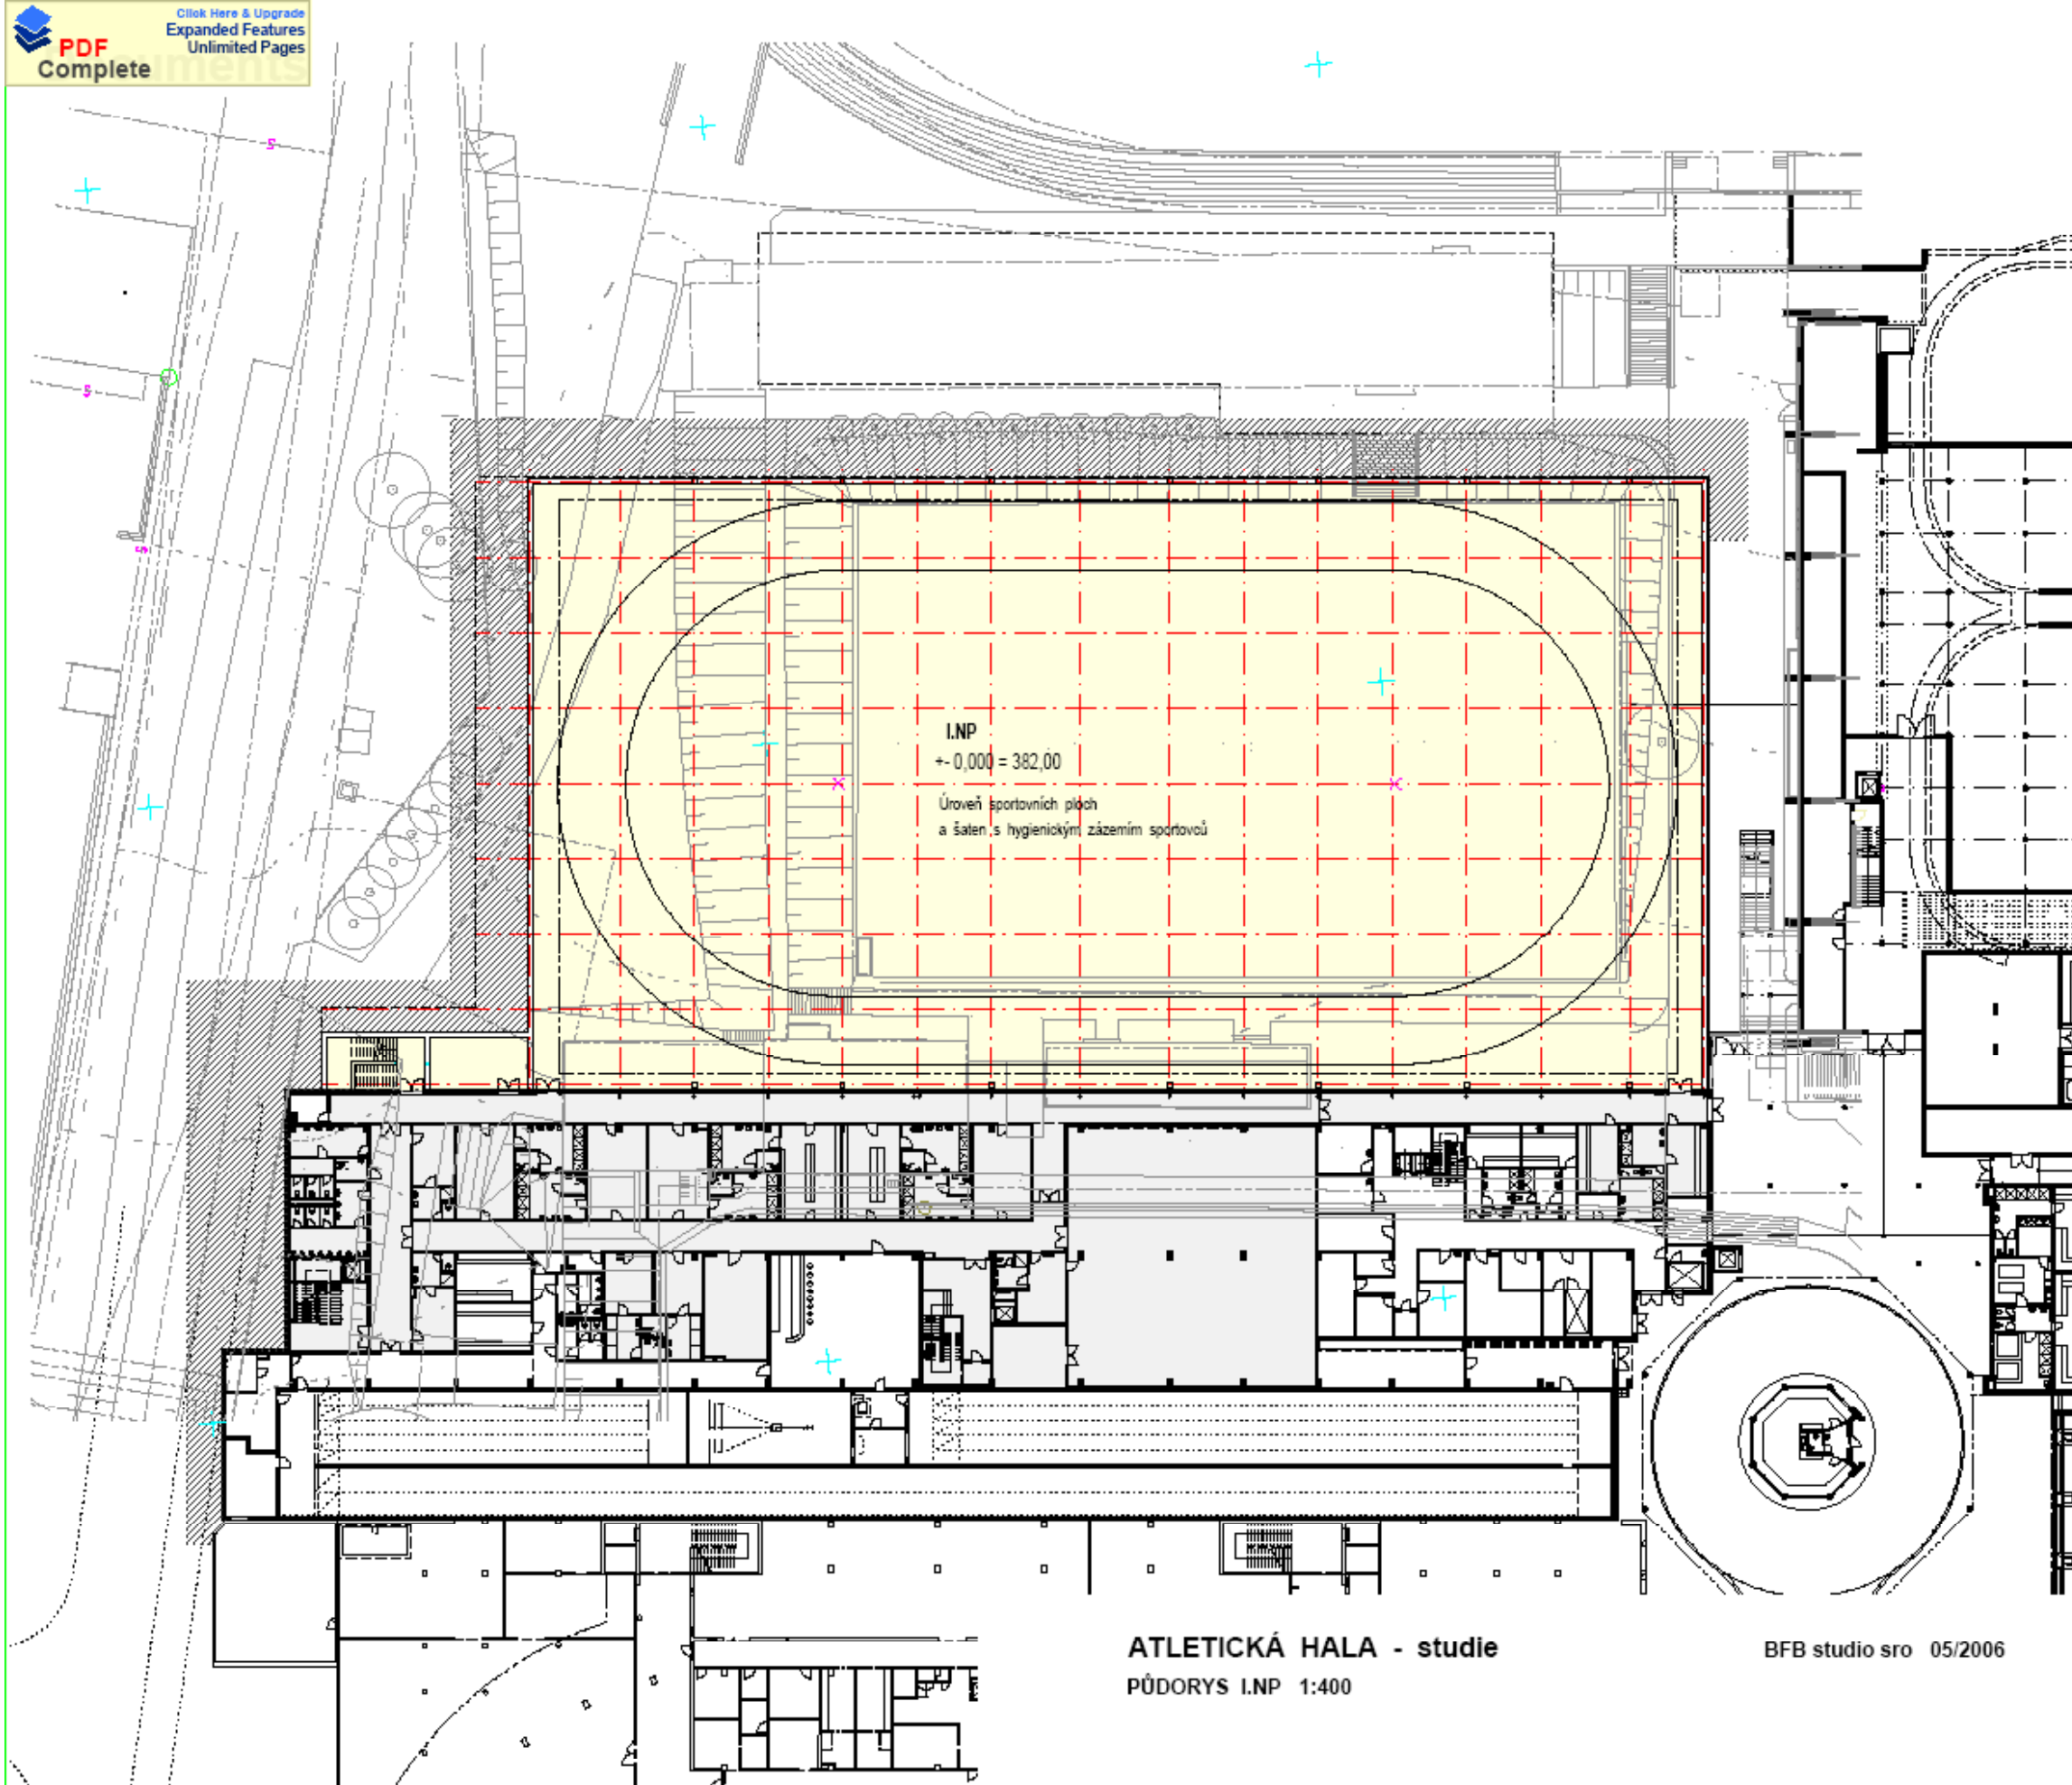 Click Here & Upgrade
Expanded Features
Unlimited Pages
PDF
Complete
uments
S
S
S
I.NP
+- 0,000 = 382,00
Úroveň sportovních ploch
a šaten s hygienickým zázemím sportovců
ATLETICKÁ HALA - studie
PŮDORYS I.NP 1:400
BFB studio sro 05/2006